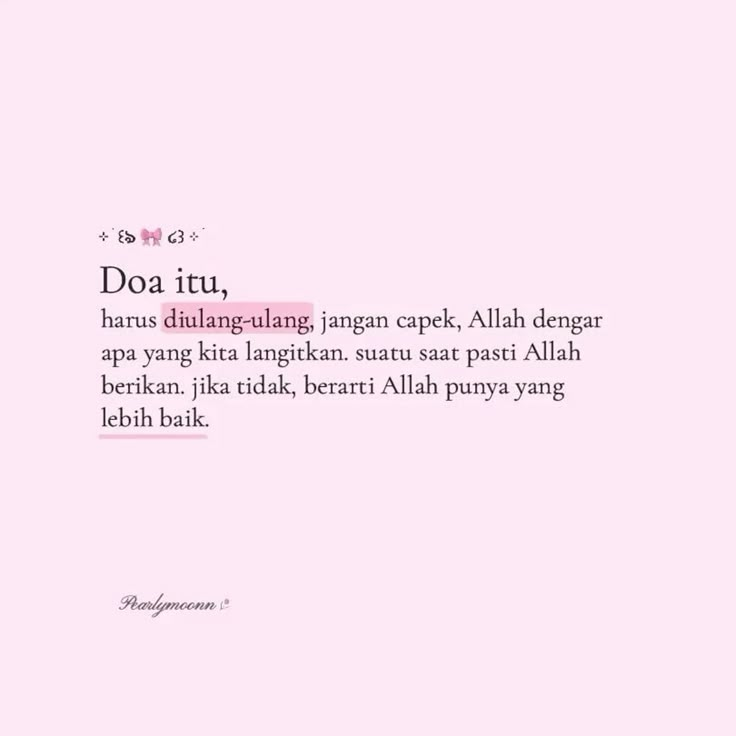 ⊹ ࣪ ꒰ঌ 🎀 ໒꒱ ⊹ ࣪
Doa itu,
harus diulang-ulang, jangan capek, Allah dengar
apa yang kita langitkan. suatu saat pasti Allah
berikan. jika tidak, berarti Allah punya yang
lebih baik.
Pearlymoonn